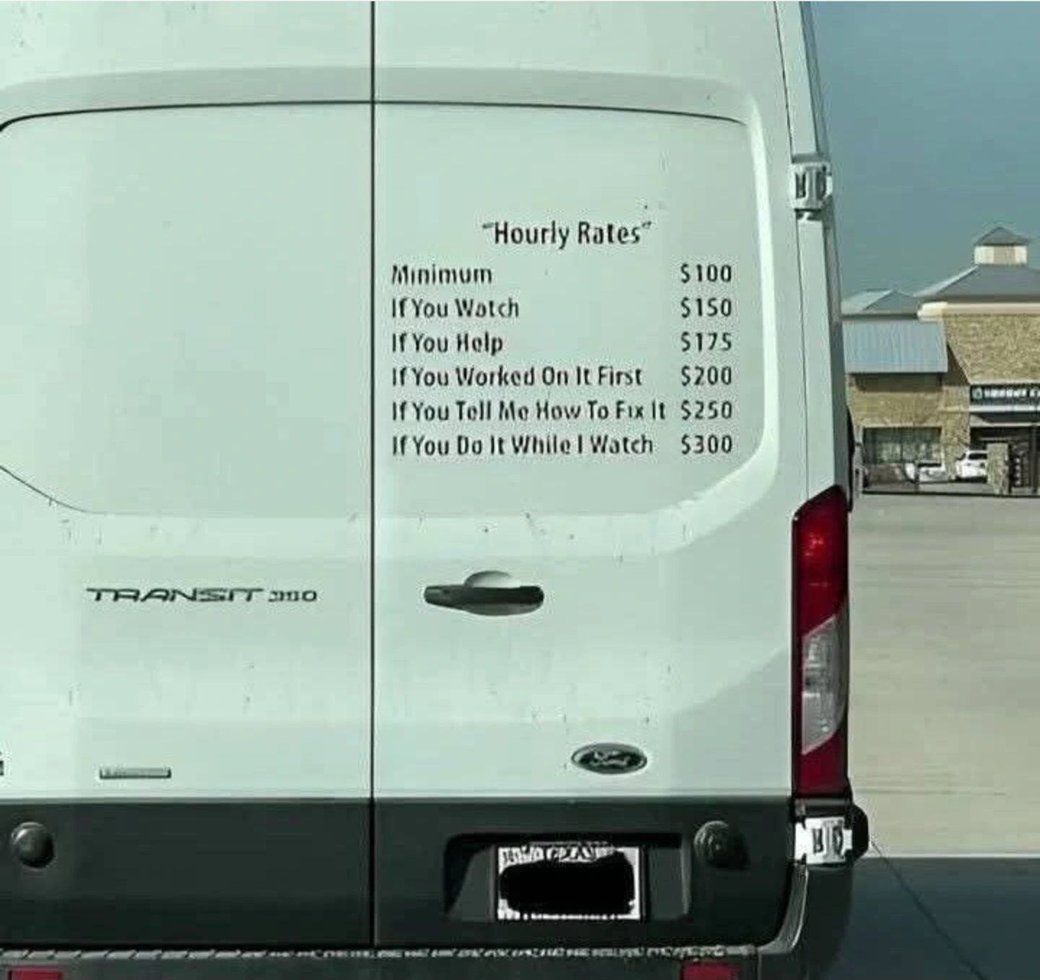 "Hourly Rates"
Minimum $100
If You Watch $150
If You Help $175
If You Worked On It First $200
If You Tell Me How To Fix It $250
If You Do It While I Watch $300
TRANSIT 350
Ford